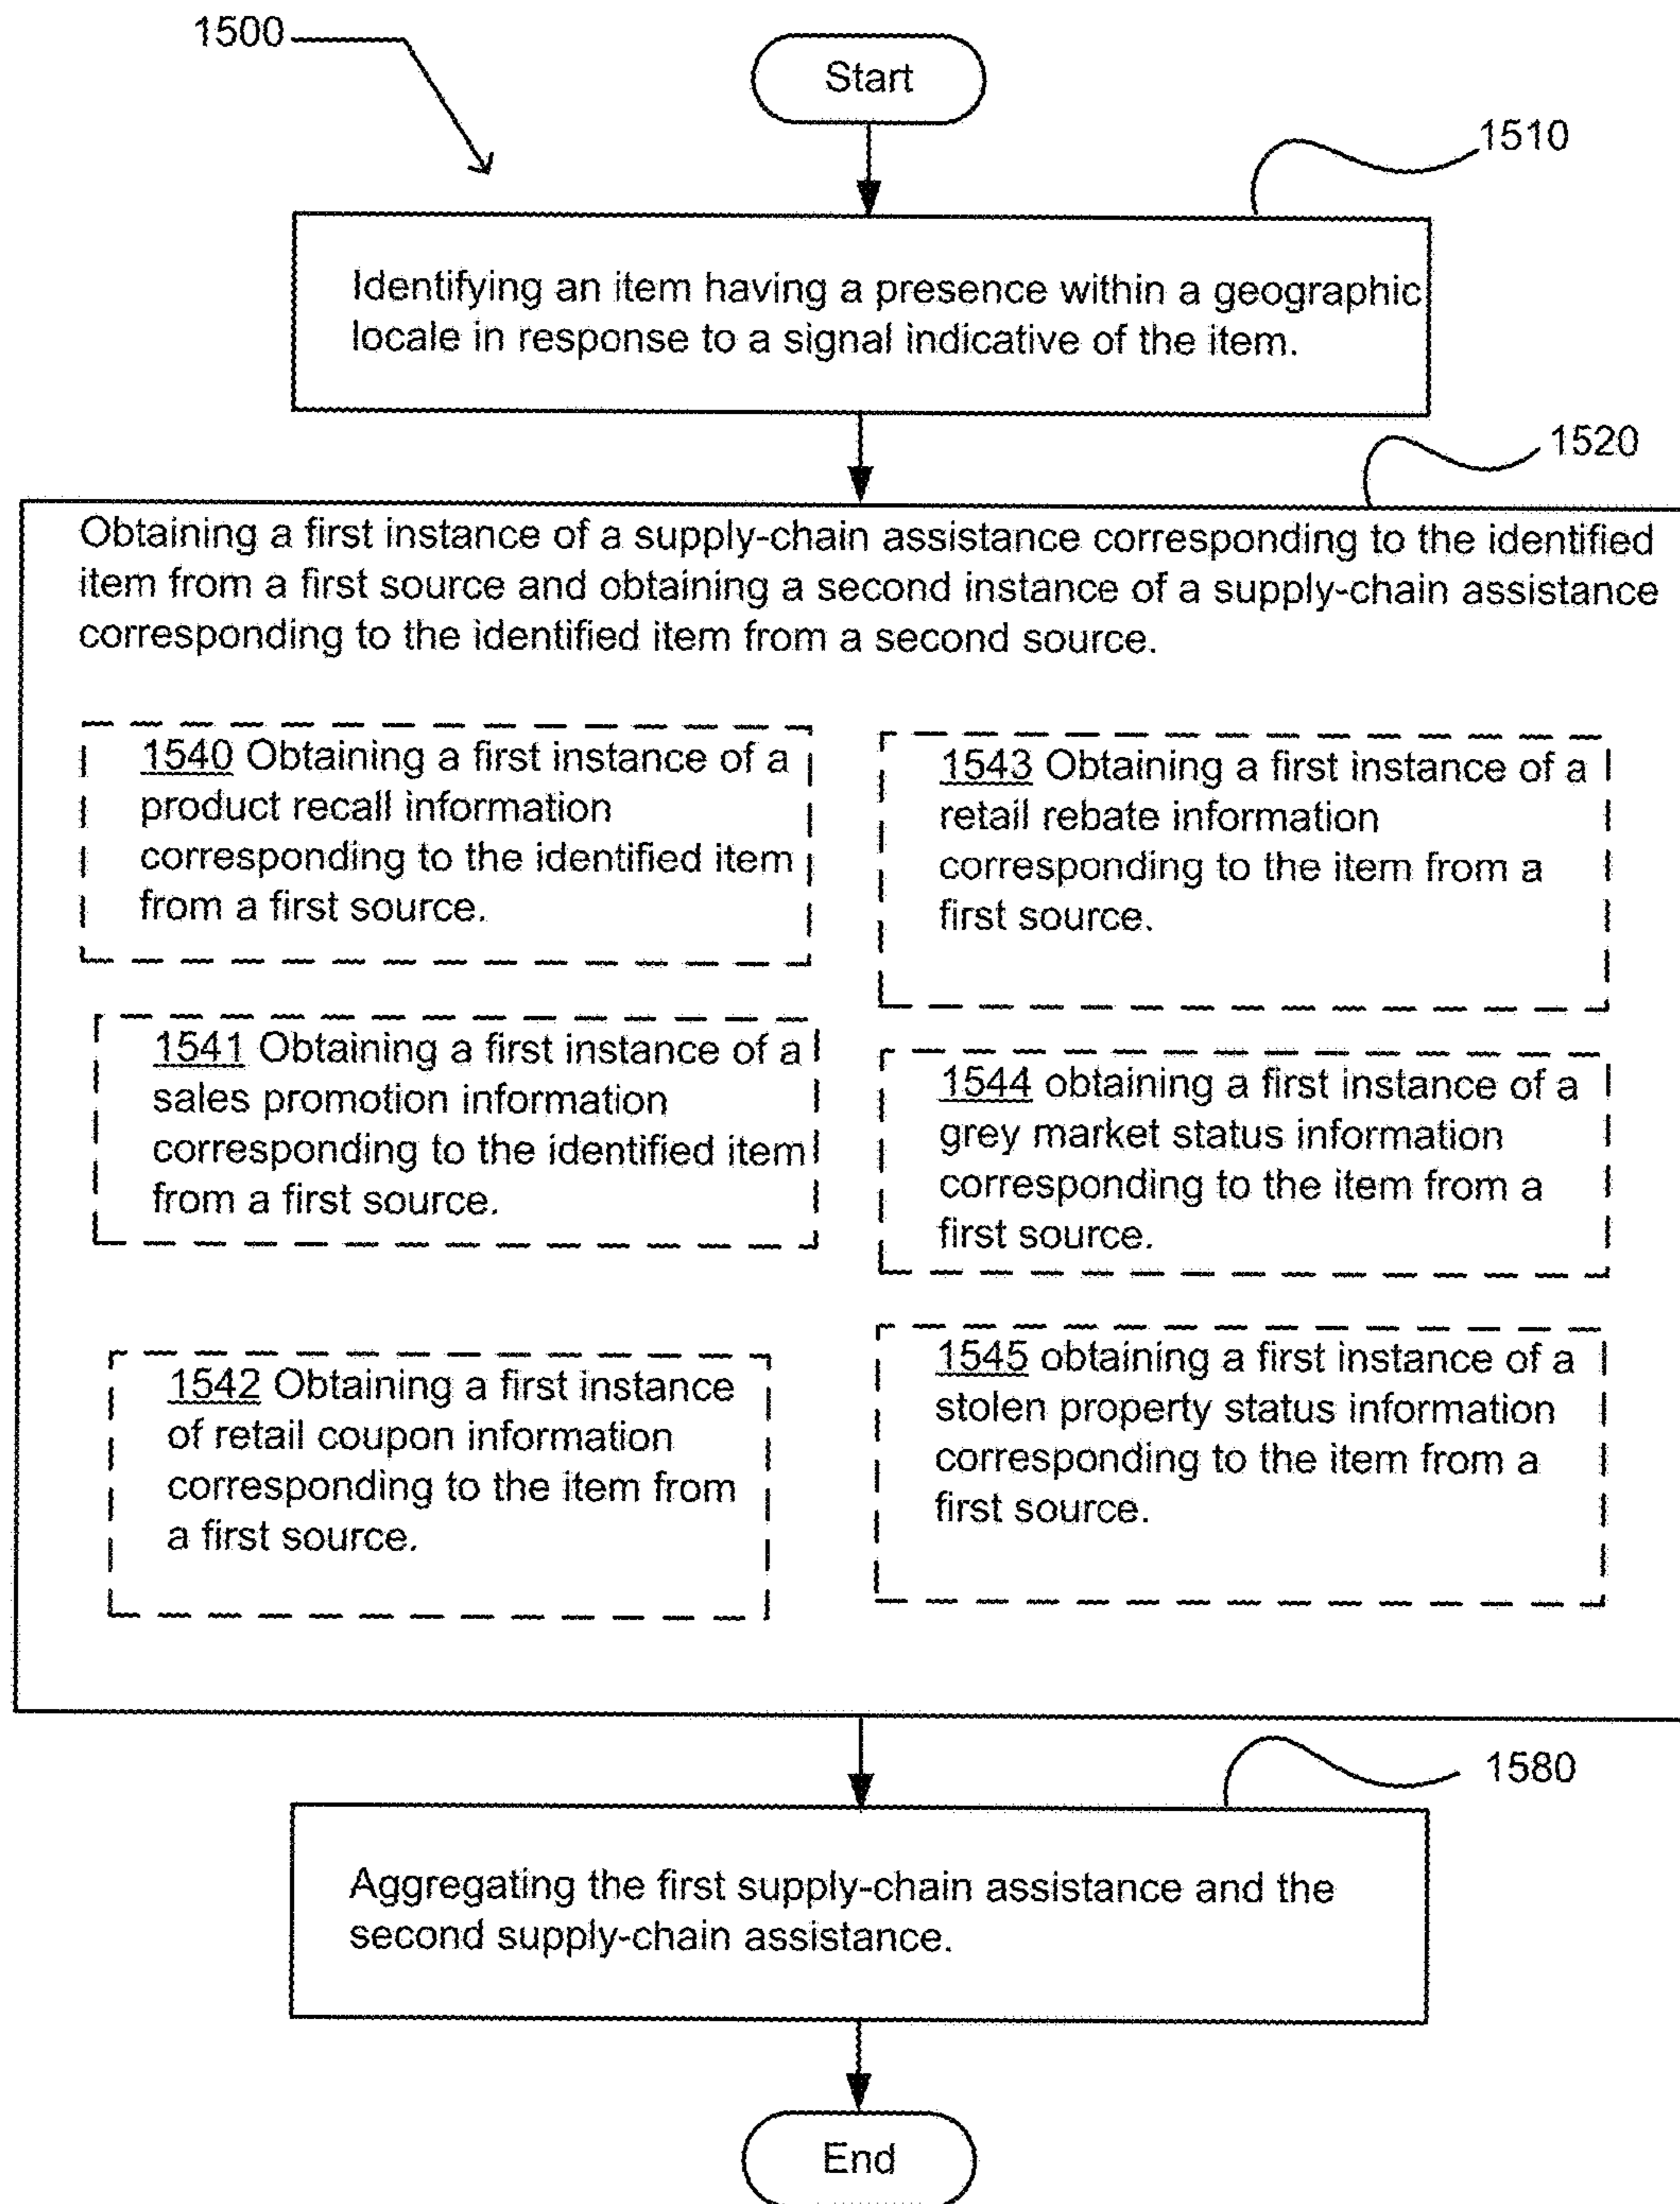 1500
Start
1510
Identifying an item having a presence within a geographic
locale in response to a signal indicative of the item.
1520
Obtaining a first instance of a supply-chain assistance corresponding to the identified
item from a first source and obtaining a second instance of a supply-chain assistance
corresponding to the identified item from a second source.
1540 Obtaining a first instance of a
product recall information
corresponding to the identified item
from a first source.
1543 Obtaining a first instance of a
retail rebate information
corresponding to the item from a
first source.
1541 Obtaining a first instance of a
sales promotion information
corresponding to the identified item
from a first source.
1544 obtaining a first instance of a
grey market status information
corresponding to the item from a
first source.
1542 Obtaining a first instance
of retail coupon information
corresponding to the item from
a first source.
1545 obtaining a first instance of a
stolen property status information
corresponding to the item from a
first source.
1580
Aggregating the first supply-chain assistance and the
second supply-chain assistance.
End